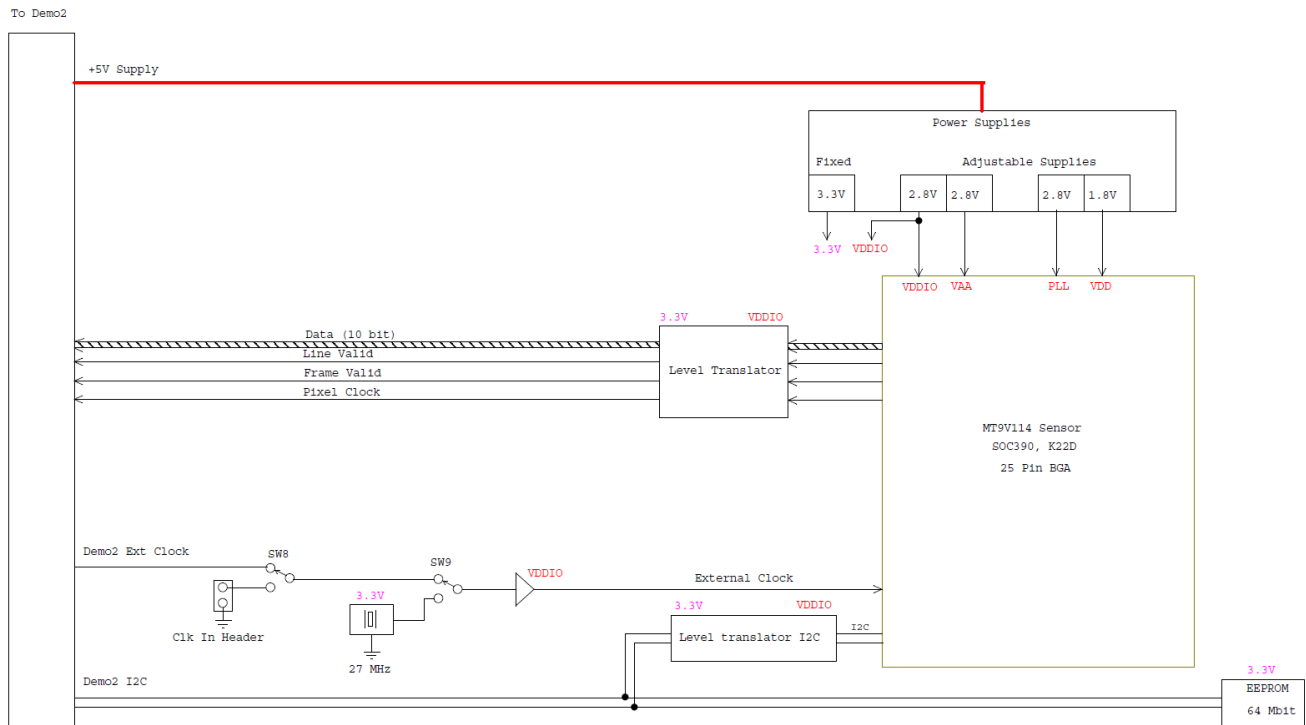 To Demo2
+5V Supply
Power Supplies
Fixed
Adjustable Supplies
3.3V
2.8V
2.8V
2.8V
1.8V
3.3V
VDDIO
VDDIO
VAA
PLL
VDD
3.3V
VDDIO
Data (10 bit)
Line Valid
Frame Valid
Pixel Clock
Level Translator
MT9V114 Sensor
SOC390, K22D
25 Pin BGA
Demo2 Ext Clock
SW8
SW9
VDDIO
External Clock
Clk In Header
3.3V
27 MHz
3.3V
VDDIO
Level translator I2C
I2C
Demo2 I2C
3.3V
EEPROM
64 Mbit